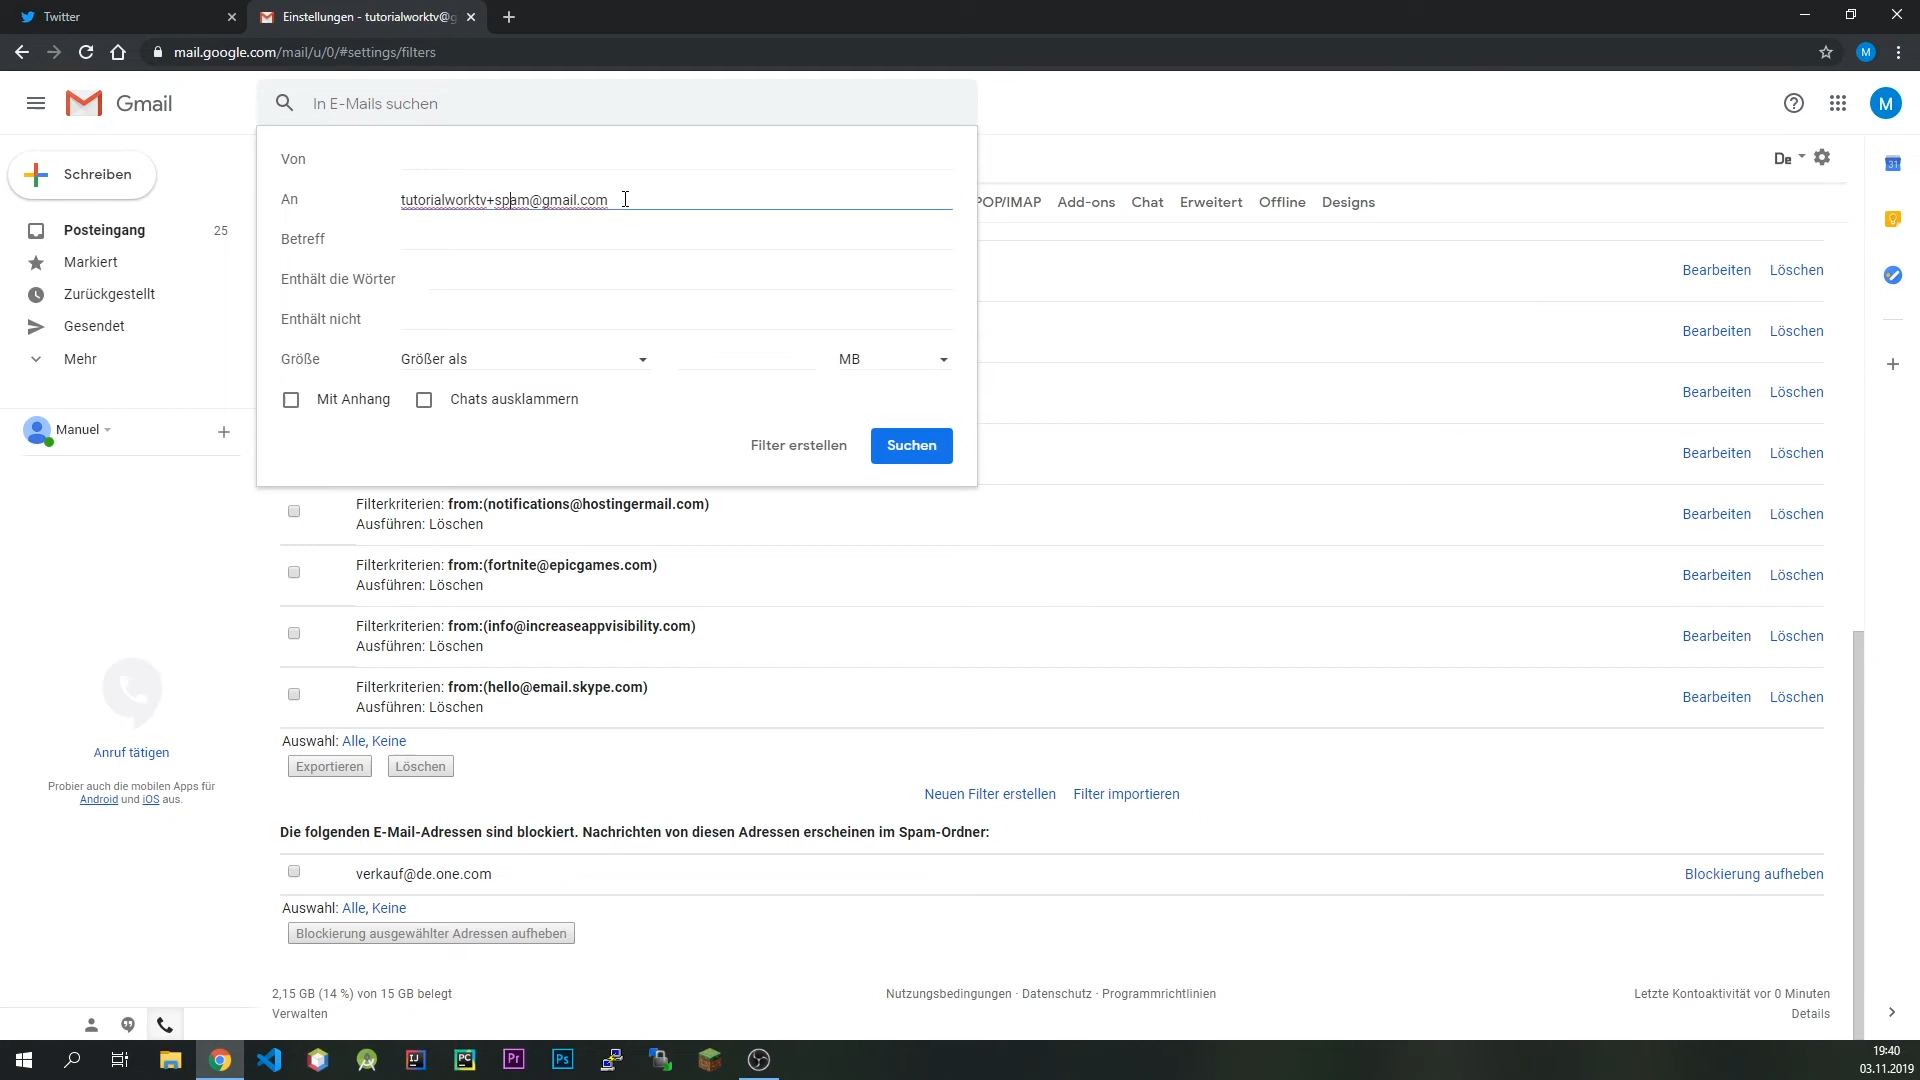 Twitter
Einstellungen - tutorialworktv@g
mail.google.com/mail/u/0/#settings/filters
M
Gmail
In E-Mails suchen
M
Schreiben
Von
De
An
tutorialworktv+spam@gmail.com
POP/IMAP
Add-ons
Chat
Erweitert
Offline
Designs
Posteingang
25
Betreff
Markiert
Enthält die Wörter
Bearbeiten
Löschen
Zurückgestellt
Gesendet
Enthält nicht
Bearbeiten
Löschen
Mehr
Größe
Größer als
MB
Mit Anhang
Chats ausklammern
Bearbeiten
Löschen
Manuel
Filter erstellen
Suchen
Bearbeiten
Löschen
Filterkriterien: from:(notifications@hostingermail.com)
Ausführen: Löschen
Bearbeiten
Löschen
Filterkriterien: from:(fortnite@epicgames.com)
Ausführen: Löschen
Bearbeiten
Löschen
Filterkriterien: from:(info@increaseappvisibility.com)
Ausführen: Löschen
Bearbeiten
Löschen
Filterkriterien: from:(hello@email.skype.com)
Ausführen: Löschen
Bearbeiten
Löschen
Auswahl: Alle, Keine
Anruf tätigen
Exportieren
Löschen
Probier auch die mobilen Apps für
Android und iOS aus.
Neuen Filter erstellen
Filter importieren
Die folgenden E-Mail-Adressen sind blockiert. Nachrichten von diesen Adressen erscheinen im Spam-Ordner:
verkauf@de.one.com
Blockierung aufheben
Auswahl: Alle, Keine
Blockierung ausgewählter Adressen aufheben
2,15 GB (14 %) von 15 GB belegt
Verwalten
Nutzungsbedingungen · Datenschutz · Programmrichtlinien
Letzte Kontoaktivität vor 0 Minuten
Details
31
IJ
PC
Pr
Ps
19:40
03.11.2019